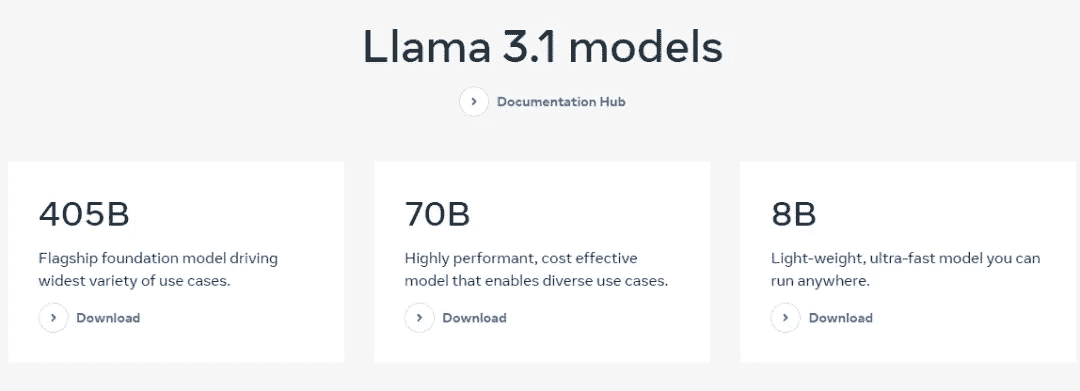 Llama 3.1 models
Documentation Hub
405B
Flagship foundation model driving
widest variety of use cases.
Download
70B
Highly performant, cost effective
model that enables diverse use cases.
Download
8B
Light-weight, ultra-fast model you can
run anywhere.
Download